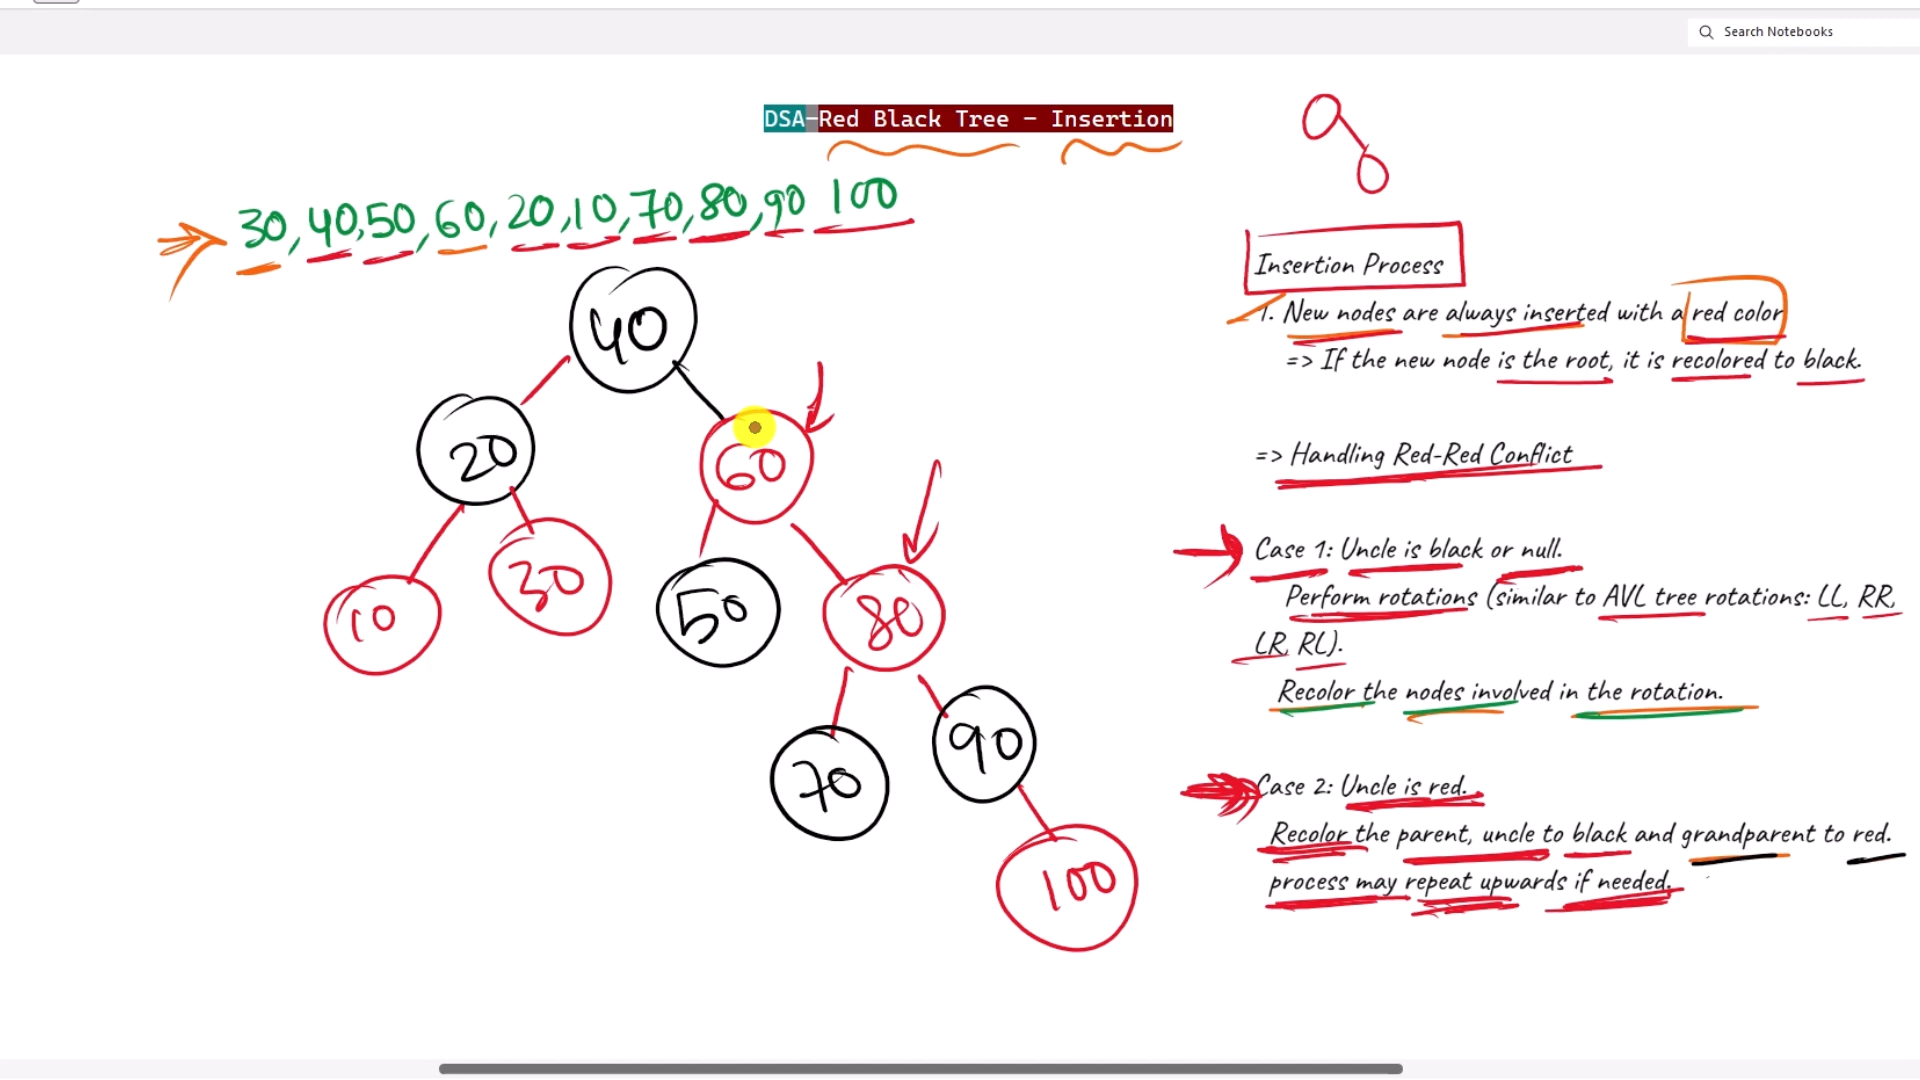 Search Notebooks
DSA-Red Black Tree - Insertion
30, 40, 50, 60, 20, 10, 70, 80, 90 100
40
20
60
10
30
50
80
70
90
100
Insertion Process
1. New nodes are always inserted with a red color
=> If the new node is the root, it is recolored to black.
=> Handling Red-Red Conflict
Case 1: Uncle is black or null.
Perform rotations (similar to AVL tree rotations: LL, RR,
LR, RL).
Recolor the nodes involved in the rotation.
Case 2: Uncle is red.
Recolor the parent, uncle to black and grandparent to red.
process may repeat upwards if needed.